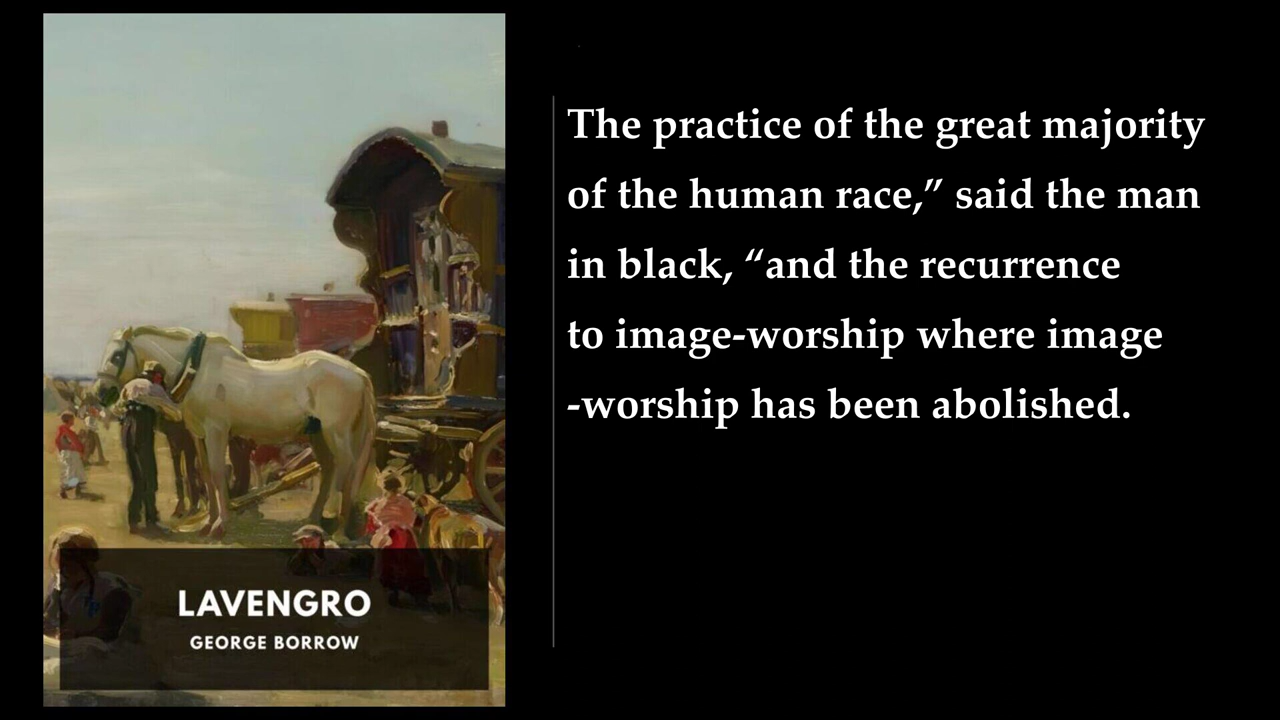 The practice of the great majority
of the human race,” said the man
in black, “and the recurrence
to image-worship where image
-worship has been abolished.
LAVENGRO
GEORGE BORROW